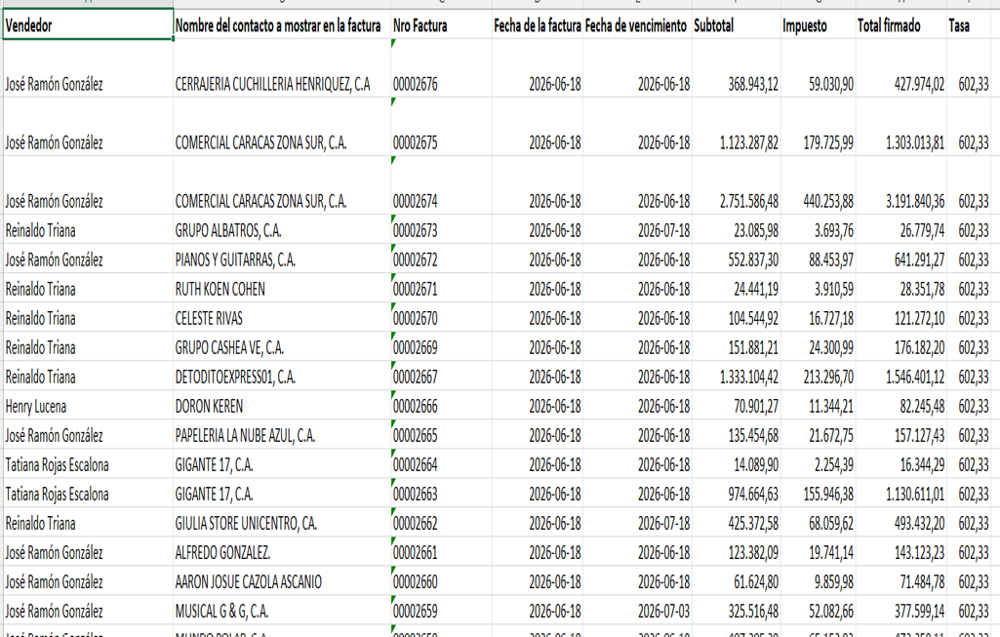 Vendedor Nombre del contacto a mostrar en la factura Nro Factura Fecha de la factura Fecha de vencimiento Subtotal Impuesto Total firmado Tasa
José Ramón González CERRAJERIA CUCHILLERIA HENRIQUEZ, C.A 00002676 2026-06-18 2026-06-18 368.943,12 59.030,90 427.974,02 602,33
José Ramón González COMERCIAL CARACAS ZONA SUR, C.A. 00002675 2026-06-18 2026-06-18 1.123.287,82 179.725,99 1.303.013,81 602,33
José Ramón González COMERCIAL CARACAS ZONA SUR, C.A. 00002674 2026-06-18 2026-06-18 2.751.586,48 440.253,88 3.191.840,36 602,33
Reinaldo Triana GRUPO ALBATROS, C.A. 00002673 2026-06-18 2026-07-18 23.085,98 3.693,76 26.779,74 602,33
José Ramón González PIANOS Y GUITARRAS, C.A. 00002672 2026-06-18 2026-06-18 552.837,30 88.453,97 641.291,27 602,33
Reinaldo Triana RUTH KOEN COHEN 00002671 2026-06-18 2026-06-18 24.441,19 3.910,59 28.351,78 602,33
Reinaldo Triana CELESTE RIVAS 00002670 2026-06-18 2026-06-18 104.544,92 16.727,18 121.272,10 602,33
Reinaldo Triana GRUPO CASHEA VE, C.A. 00002669 2026-06-18 2026-06-18 151.881,21 24.300,99 176.182,20 602,33
Reinaldo Triana DETODITOEXPRESS01, C.A. 00002667 2026-06-18 2026-06-18 1.333.104,42 213.296,70 1.546.401,12 602,33
Henry Lucena DORON KEREN 00002666 2026-06-18 2026-06-18 70.901,27 11.344,21 82.245,48 602,33
José Ramón González PAPELERIA LA NUBE AZUL, C.A. 00002665 2026-06-18 2026-06-18 135.454,68 21.672,75 157.127,43 602,33
Tatiana Rojas Escalona GIGANTE 17, C.A. 00002664 2026-06-18 2026-06-18 14.089,90 2.254,39 16.344,29 602,33
Tatiana Rojas Escalona GIGANTE 17, C.A. 00002663 2026-06-18 2026-06-18 974.664,63 155.946,38 1.130.611,01 602,33
Reinaldo Triana GIULIA STORE UNICENTRO, CA. 00002662 2026-06-18 2026-07-18 425.372,58 68.059,62 493.432,20 602,33
José Ramón González ALFREDO GONZALEZ. 00002661 2026-06-18 2026-06-18 123.382,09 19.741,14 143.123,23 602,33
José Ramón González AARON JOSUE CAZOLA ASCANIO 00002660 2026-06-18 2026-06-18 61.624,80 9.859,98 71.484,78 602,33
José Ramón González MUSICAL G & G, C.A. 00002659 2026-06-18 2026-07-03 325.516,48 52.082,66 377.599,14 602,33